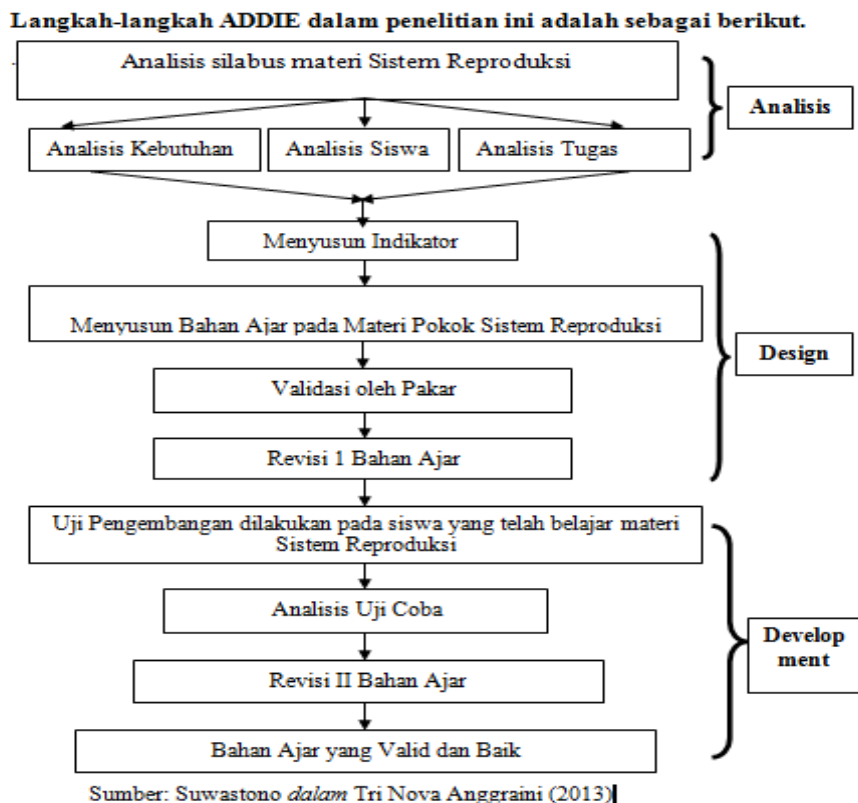 Langkah-langkah ADDIE dalam penelitian ini adalah sebagai berikut.
Analisis silabus materi Sistem Reproduksi
Analisis
Analisis Kebutuhan
Analisis Siswa
Analisis Tugas
Menyusun Indikator
Menyusun Bahan Ajar pada Materi Pokok Sistem Reproduksi
Design
Validasi oleh Pakar
Revisi 1 Bahan Ajar
Uji Pengembangan dilakukan pada siswa yang telah belajar materi
Sistem Reproduksi
Analisis Uji Coba
Develop
ment
Revisi II Bahan Ajar
Bahan Ajar yang Valid dan Baik
Sumber: Suwastono dalam Tri Nova Anggraini (2013)